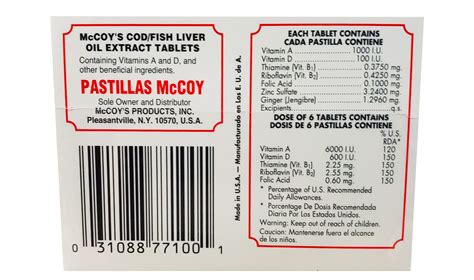 McCOY'S COD/FISH LIVER
OIL EXTRACT TABLETS
Containing Vitamins A and D, and
other beneficial ingredients.
PASTILLAS McCOY
Sole Owner and Distributor
McCOY'S PRODUCTS, INC.
Pleasantville, N.Y. 10570, U.S.A.
0 31088 77100 1
Made in U.S.A. — Manufacturado en Los E. U. de A.
EACH TABLET CONTAINS
CADA PASTILLA CONTIENE
Vitamin A 1000 I.U.
Vitamin D 100 I.U.
Thiamine (Vit. B1) 0.3750 mg.
Riboflavin (Vit. B2) 0.4250 mg.
Folic Acid 0.1000 mg.
Zinc Sulfate 3.2400 mg.
Ginger [Jengibre] 1.2960 mg.
Excipients. q.s.
DOSE OF 6 TABLETS CONTAINS
DOSIS DE 6 PASTILLAS CONTIENE
% U.S.
RDA*
Vitamin A 6000 I.U. 120
Vitamin D 600 I.U. 150
Thiamine (Vit. B1) 2.25 mg. 150
Riboflavin (Vit. B2) 2.55 mg. 150
Folic Acid 0.60 mg. 150
* Percentage of U.S. Recommended
Daily Allowances.
* Percentage De Dosis Recomendada
Diaria Por Los Estados Unidos.
Warning: Keep out of reach of children.
Caucion: Mantenerse fuera el alcance
de los niños.